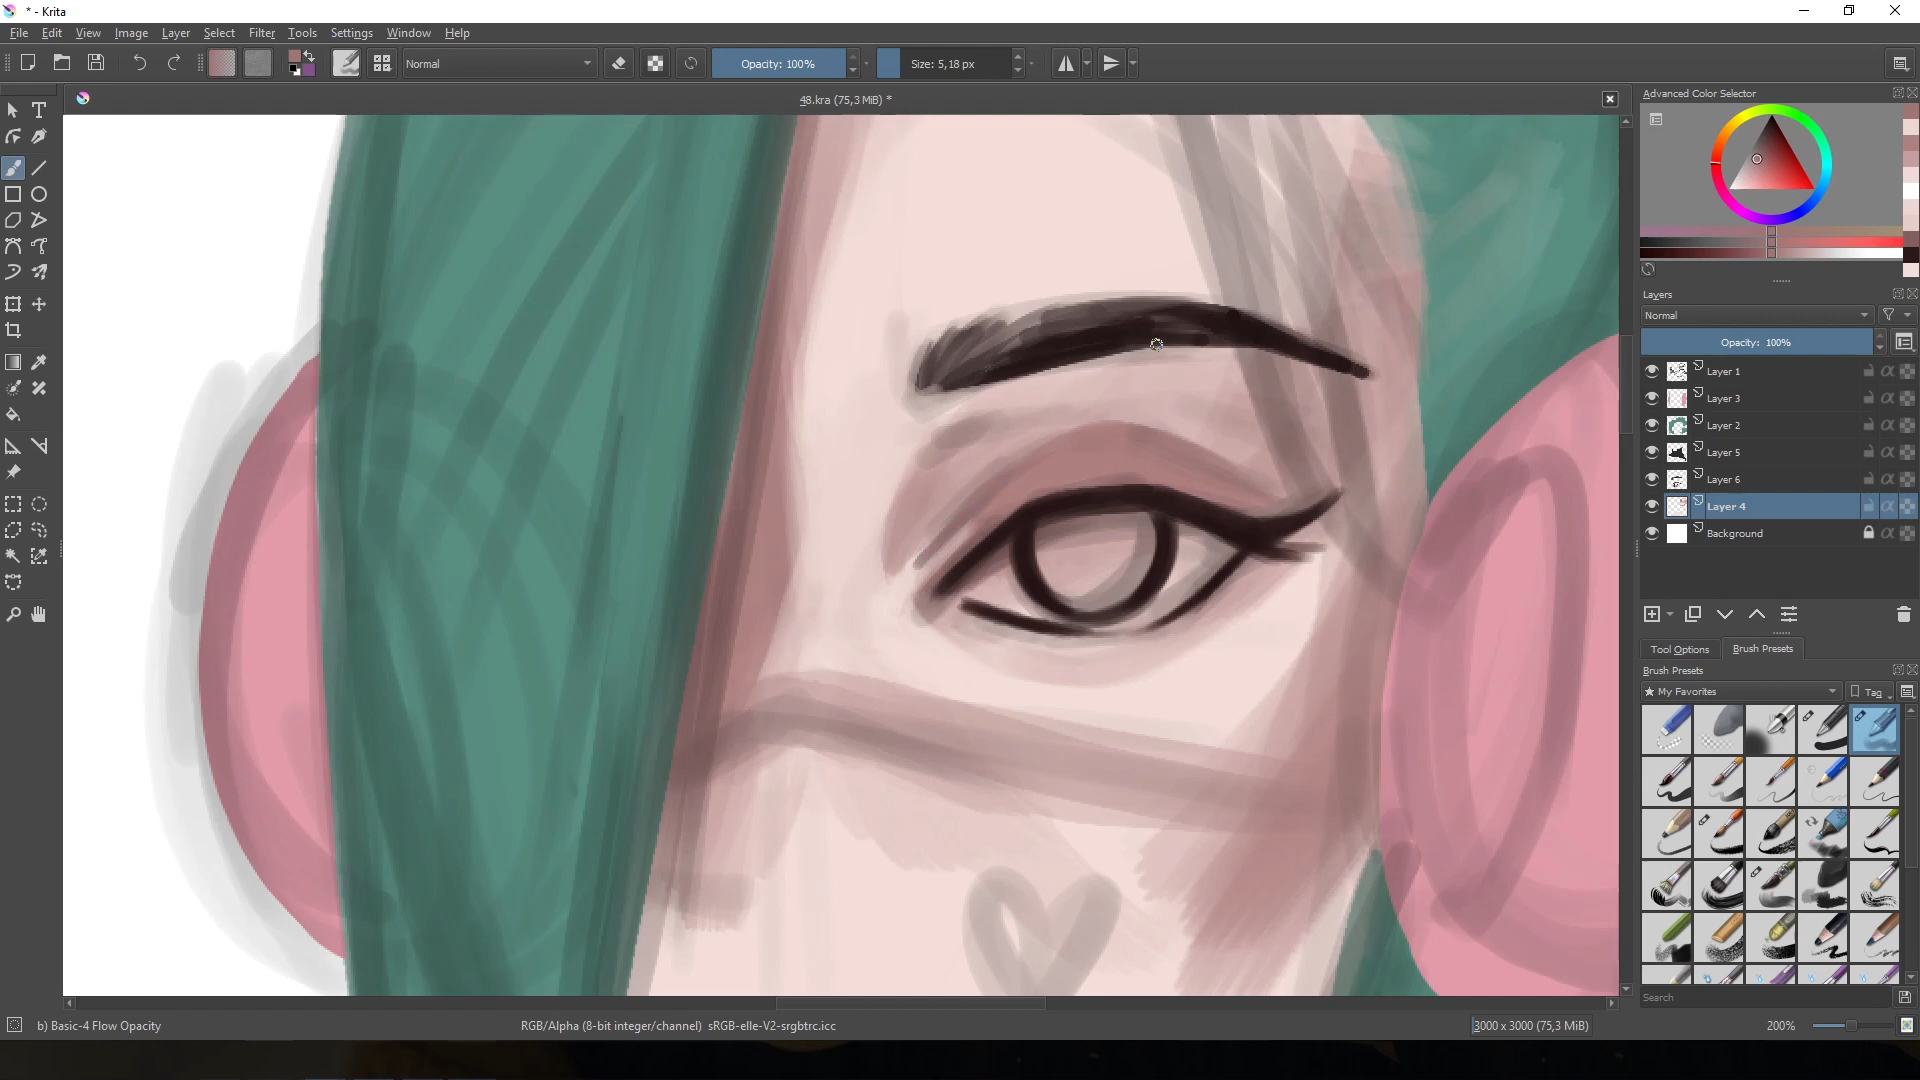 * - Krita
File Edit View Image Layer Select Filter Tools Settings Window Help
Normal
Opacity: 100%
Size: 5,18 px
48.kra (75,3 MiB) *
Advanced Color Selector
Layers
Normal
Opacity: 100%
Layer 1
Layer 3
Layer 2
Layer 5
Layer 6
Layer 4
Background
Tool Options Brush Presets
Brush Presets
My Favorites
Tag
Search
b) Basic-4 Flow Opacity
RGB/Alpha (8-bit integer/channel) sRGB-elle-V2-srgbtrc.icc
3000 x 3000 (75,3 MiB)
200%